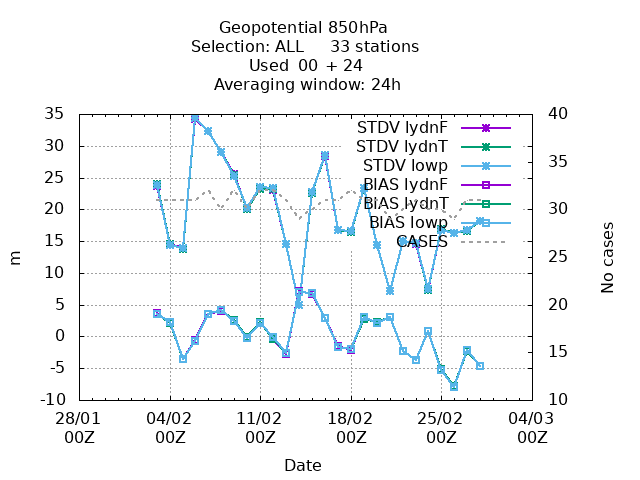 Geopotential 850hPa
Selection: ALL 33 stations
Used 00 + 24
Averaging window: 24h
35
30
25
20
15
10
5
0
-5
-10
m
40
35
30
25
20
15
10
No cases
STDV lydnF
STDV lydnT
STDV lowp
BIAS lydnF
BIAS lydnT
BIAS lowp
CASES
28/01 04/02 11/02 18/02 25/02 04/03
00Z 00Z 00Z 00Z 00Z 00Z
Date